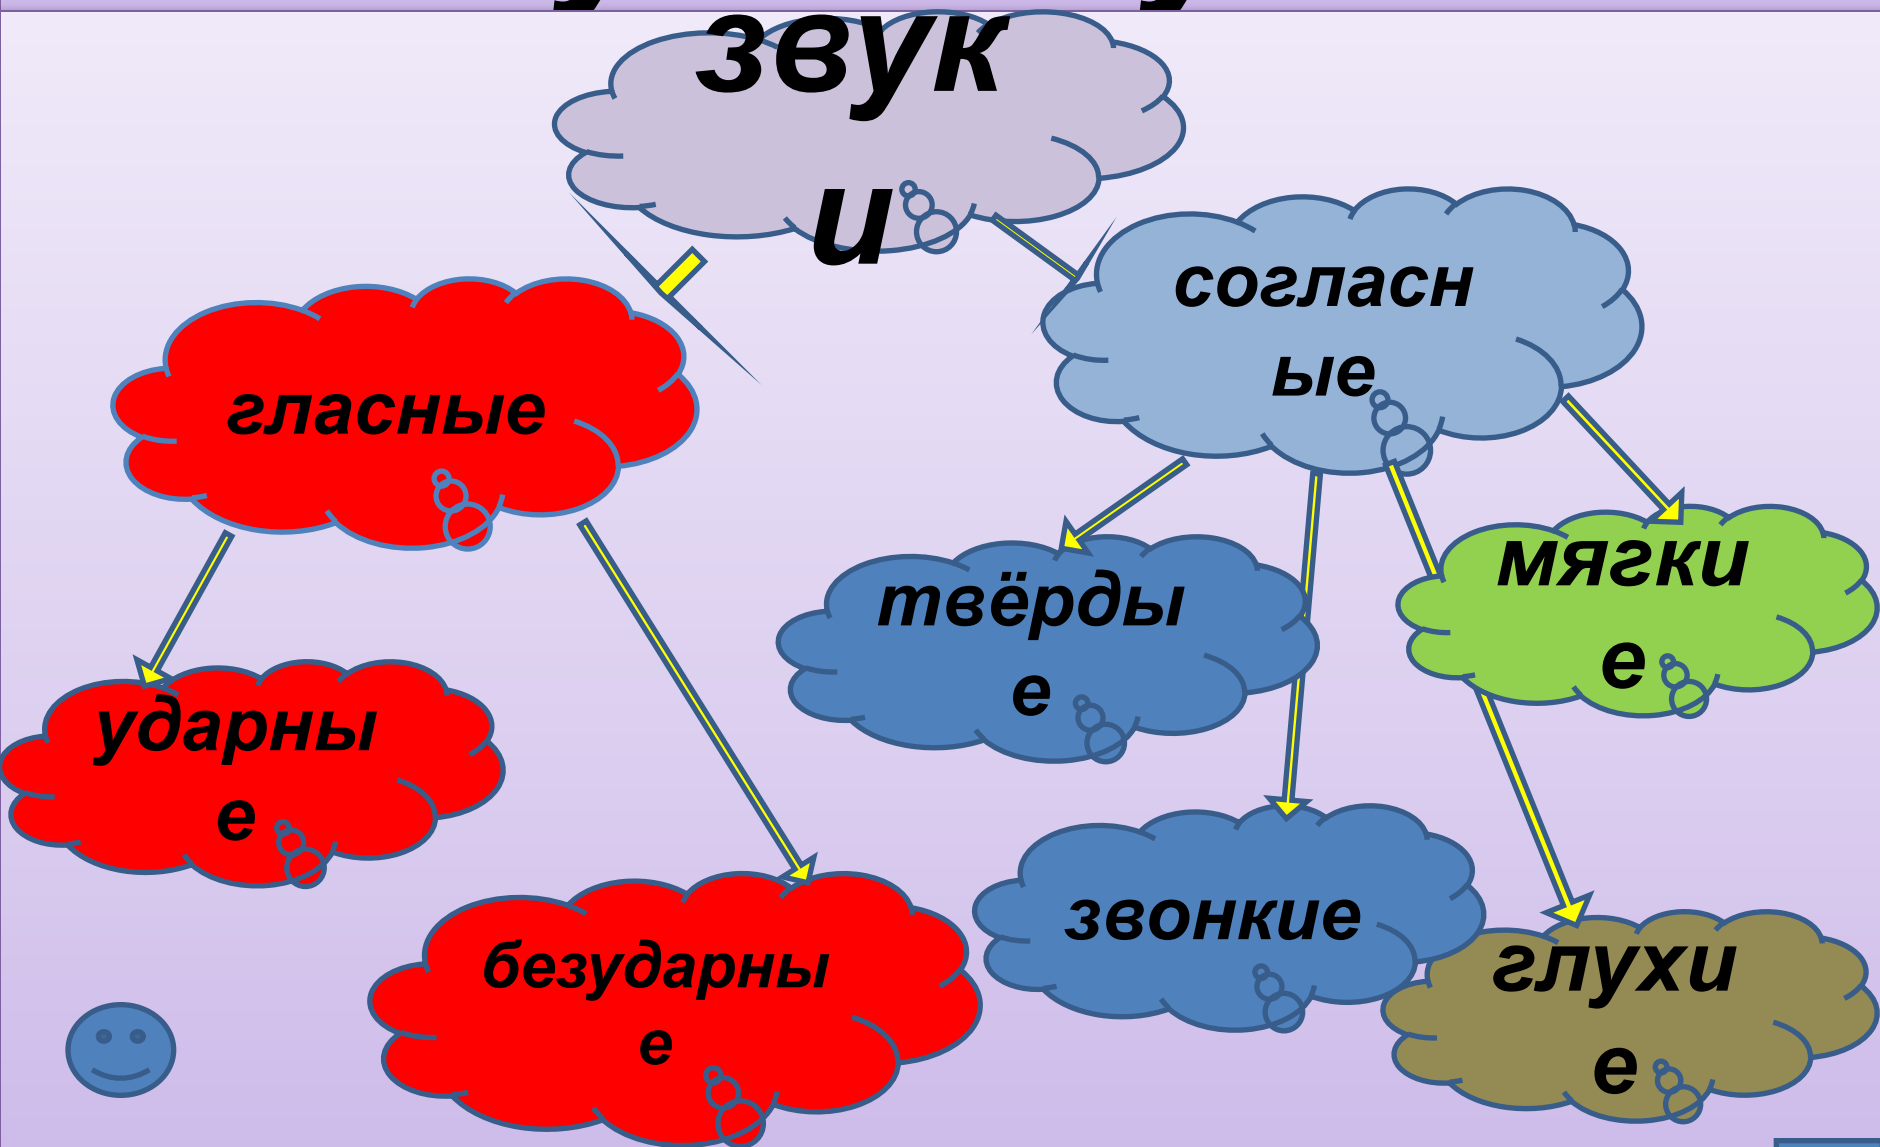 звук
и
согласн
ые
гласные
твёрды
е
мягки
е
ударны
е
звонкие
глухи
е
безударны
е